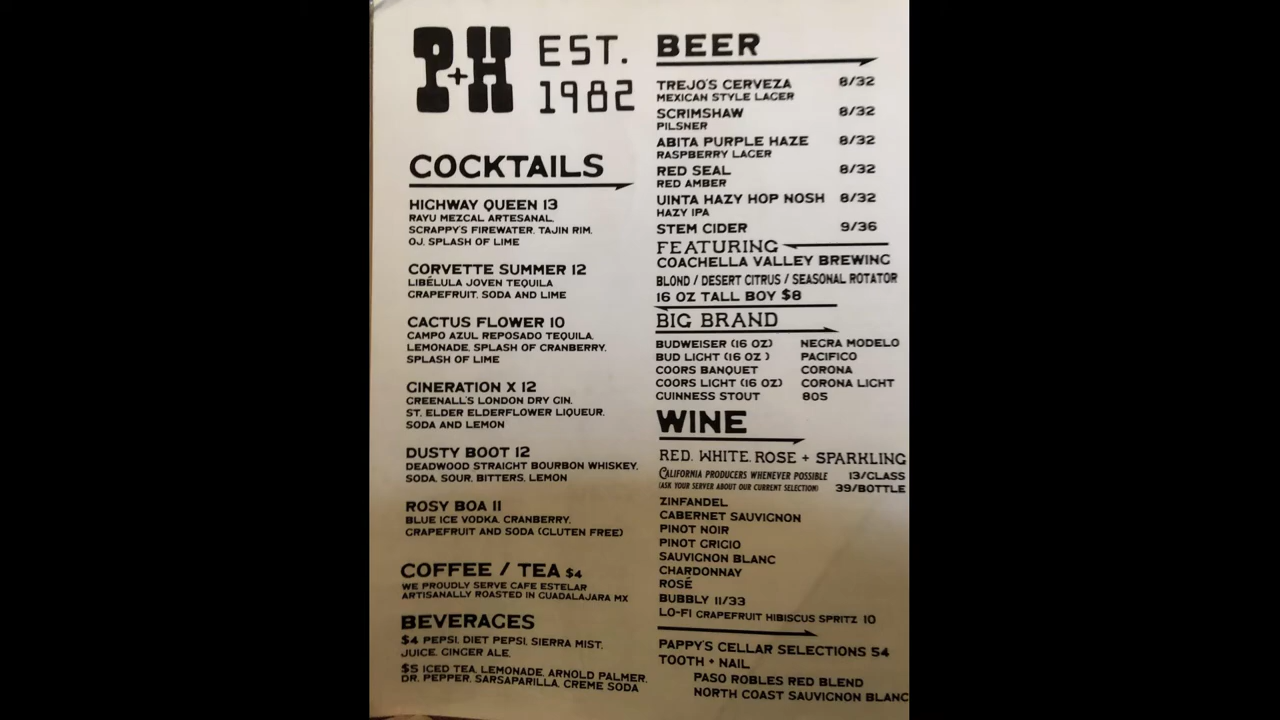 P+H EST.
1982
COCKTAILS
HIGHWAY QUEEN 13
RAYU MEZCAL ARTESANAL,
SCRAPPY'S FIREWATER, TAJIN RIM,
OJ, SPLASH OF LIME
CORVETTE SUMMER 12
LIBÉLULA JOVEN TEQUILA
GRAPEFRUIT, SODA AND LIME
CACTUS FLOWER 10
CAMPO AZUL REPOSADO TEQUILA,
LEMONADE, SPLASH OF CRANBERRY,
SPLASH OF LIME
GINERATION X 12
GREENALL'S LONDON DRY GIN,
ST. ELDER ELDERFLOWER LIQUEUR,
SODA AND LEMON
DUSTY BOOT 12
DEADWOOD STRAIGHT BOURBON WHISKEY,
SODA, SOUR, BITTERS, LEMON
ROSY BOA 11
BLUE ICE VODKA, CRANBERRY,
GRAPEFRUIT AND SODA (GLUTEN FREE)
COFFEE / TEA $4
WE PROUDLY SERVE CAFE ESTELAR
ARTISANALLY ROASTED IN GUADALAJARA MX
BEVERAGES
$4 PEPSI, DIET PEPSI, SIERRA MIST,
JUICE, GINGER ALE,
$5 ICED TEA, LEMONADE, ARNOLD PALMER,
DR. PEPPER, SARSAPARILLA, CREME SODA
BEER
TREJO'S CERVEZA 8/32
MEXICAN STYLE LAGER
SCRIMSHAW 8/32
PILSNER
ABITA PURPLE HAZE 8/32
RASPBERRY LAGER
RED SEAL 8/32
RED AMBER
UINTA HAZY HOP NOSH 8/32
HAZY IPA
STEM CIDER 9/36
FEATURING
COACHELLA VALLEY BREWING
BLOND / DESERT CITRUS / SEASONAL ROTATOR
16 OZ TALL BOY $8
BIG BRAND
BUDWEISER (16 OZ) NEGRA MODELO
BUD LIGHT (16 OZ ) PACIFICO
COORS BANQUET CORONA
COORS LIGHT (16 OZ) CORONA LIGHT
GUINNESS STOUT 805
WINE
RED, WHITE, ROSE + SPARKLING
CALIFORNIA PRODUCERS WHENEVER POSSIBLE 13/GLASS
(ASK YOUR SERVER ABOUT OUR CURRENT SELECTION) 39/BOTTLE
ZINFANDEL
CABERNET SAUVIGNON
PINOT NOIR
PINOT GRIGIO
SAUVIGNON BLANC
CHARDONNAY
ROSÉ
BUBBLY 11/33
LO-FI GRAPEFRUIT HIBISCUS SPRITZ 10
PAPPY'S CELLAR SELECTIONS 54
TOOTH + NAIL
PASO ROBLES RED BLEND
NORTH COAST SAUVIGNON BLANC